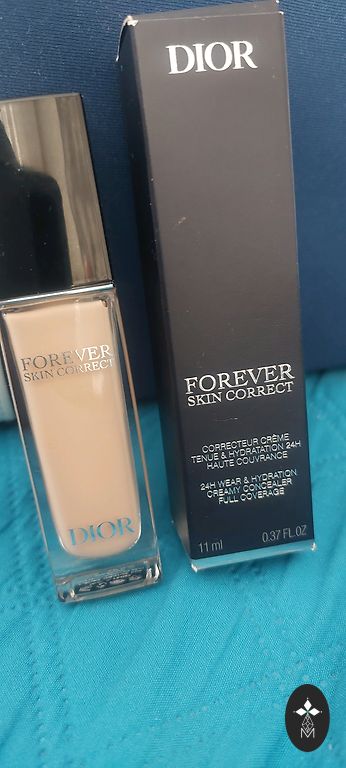 FOREVER
SKIN CORRECT
DIOR
DIOR
FOREVER
SKIN CORRECT
CORRECTEUR CRÈME
TENUE & HYDRATATION 24H
HAUTE COUVRANCE
24H WEAR & HYDRATION
CREAMY CONCEALER
FULL COVERAGE
11 ml 0.37 FL.OZ